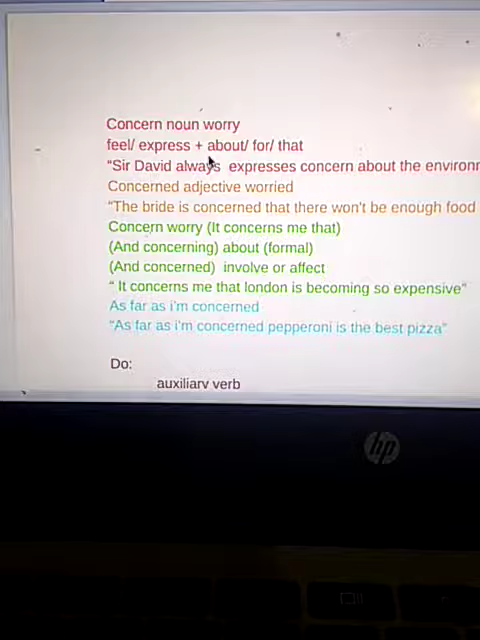 Concern noun worry
feel/ express + about/ for/ that
"Sir David always  expresses concern about the
Concerned adjective worried
"The bride is concerned that there won't be enough food
Concern worry (It concerns me that)
(And concerning) about (formal)
(And concerned)  involve or affect
" It concerns me that london is becoming so expensive"
As far as i'm concerned
"As far as i'm concerned pepperoni is the best pizza"
Do:
auxiliary verb
hp